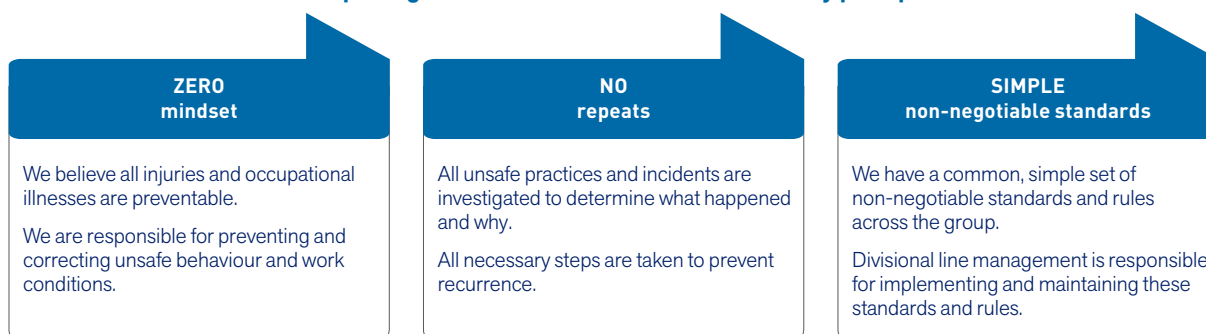 ZERO
mindset
We believe all injuries and occupational
illnesses are preventable.
We are responsible for preventing and
correcting unsafe behaviour and work
conditions.
NO
repeats
All unsafe practices and incidents are
investigated to determine what happened
and why.
All necessary steps are taken to prevent
recurrence.
SIMPLE
non-negotiable standards
We have a common, simple set of
non-negotiable standards and rules
across the group.
Divisional line management is responsible
for implementing and maintaining these
standards and rules.